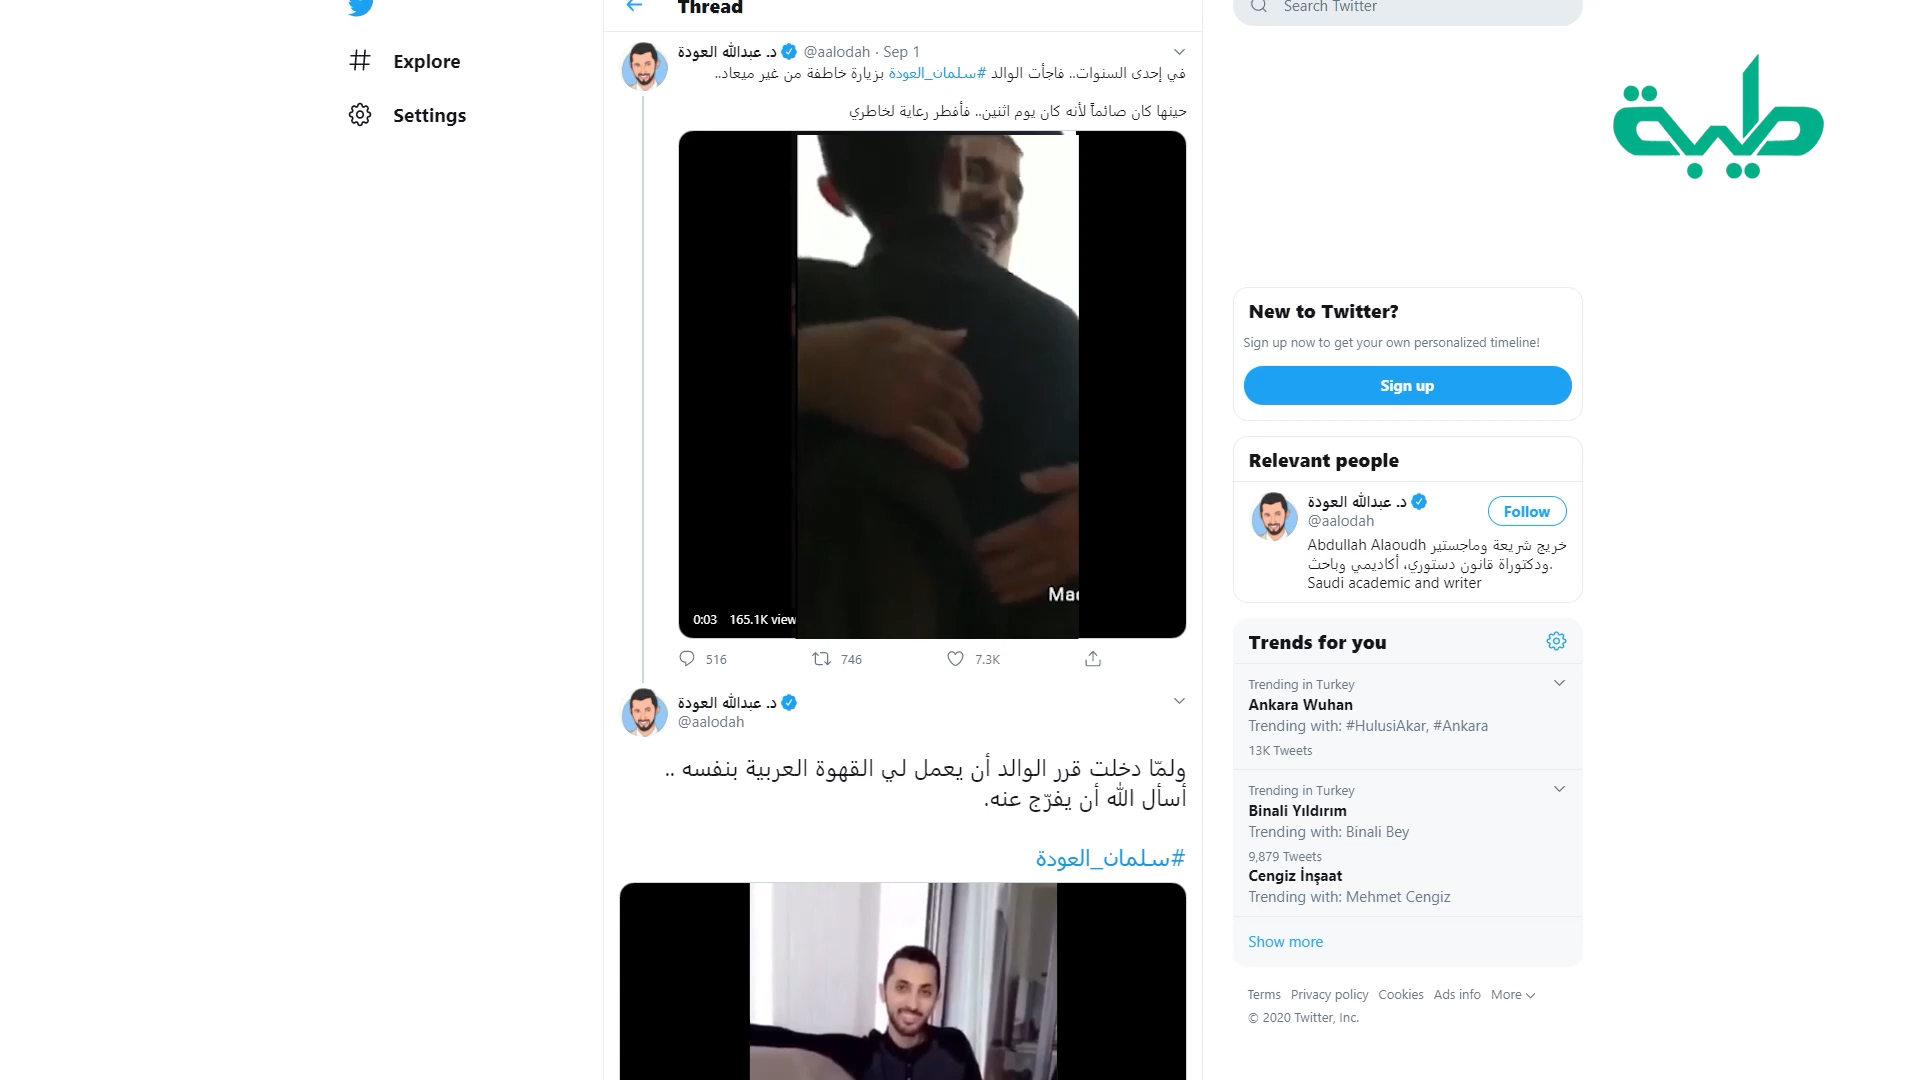 Explore
Settings
Thread
د. عبدالله العودة @aalodah · Sep 1
في إحدى السنوات.. فاجأت الوالد #سلمان_العودة بزيارة خاطفة من غير ميعاد..
حينها كان صائماً لأنه كان يوم اثنين.. فأفطر رعاية لخاطري
0:03 165.1K view
516 746 7.3K
د. عبدالله العودة
@aalodah
ولمّا دخلت قرر الوالد أن يعمل لي القهوة العربية بنفسه ..
أسأل الله أن يفرّج عنه.
#سلمان_العودة
Search Twitter
طيبة
New to Twitter?
Sign up now to get your own personalized timeline!
Sign up
Relevant people
د. عبدالله العودة
@aalodah
Follow
Abdullah Alaoudh خريج شريعة وماجستير
ودكتوراة قانون دستوري، أكاديمي وباحث.
Saudi academic and writer
Trends for you
Trending in Turkey
Ankara Wuhan
Trending with: #HulusiAkar, #Ankara
13K Tweets
Trending in Turkey
Binali Yıldırım
Trending with: Binali Bey
9,879 Tweets
Cengiz İnşaat
Trending with: Mehmet Cengiz
Show more
Terms Privacy policy Cookies Ads info More
© 2020 Twitter, Inc.